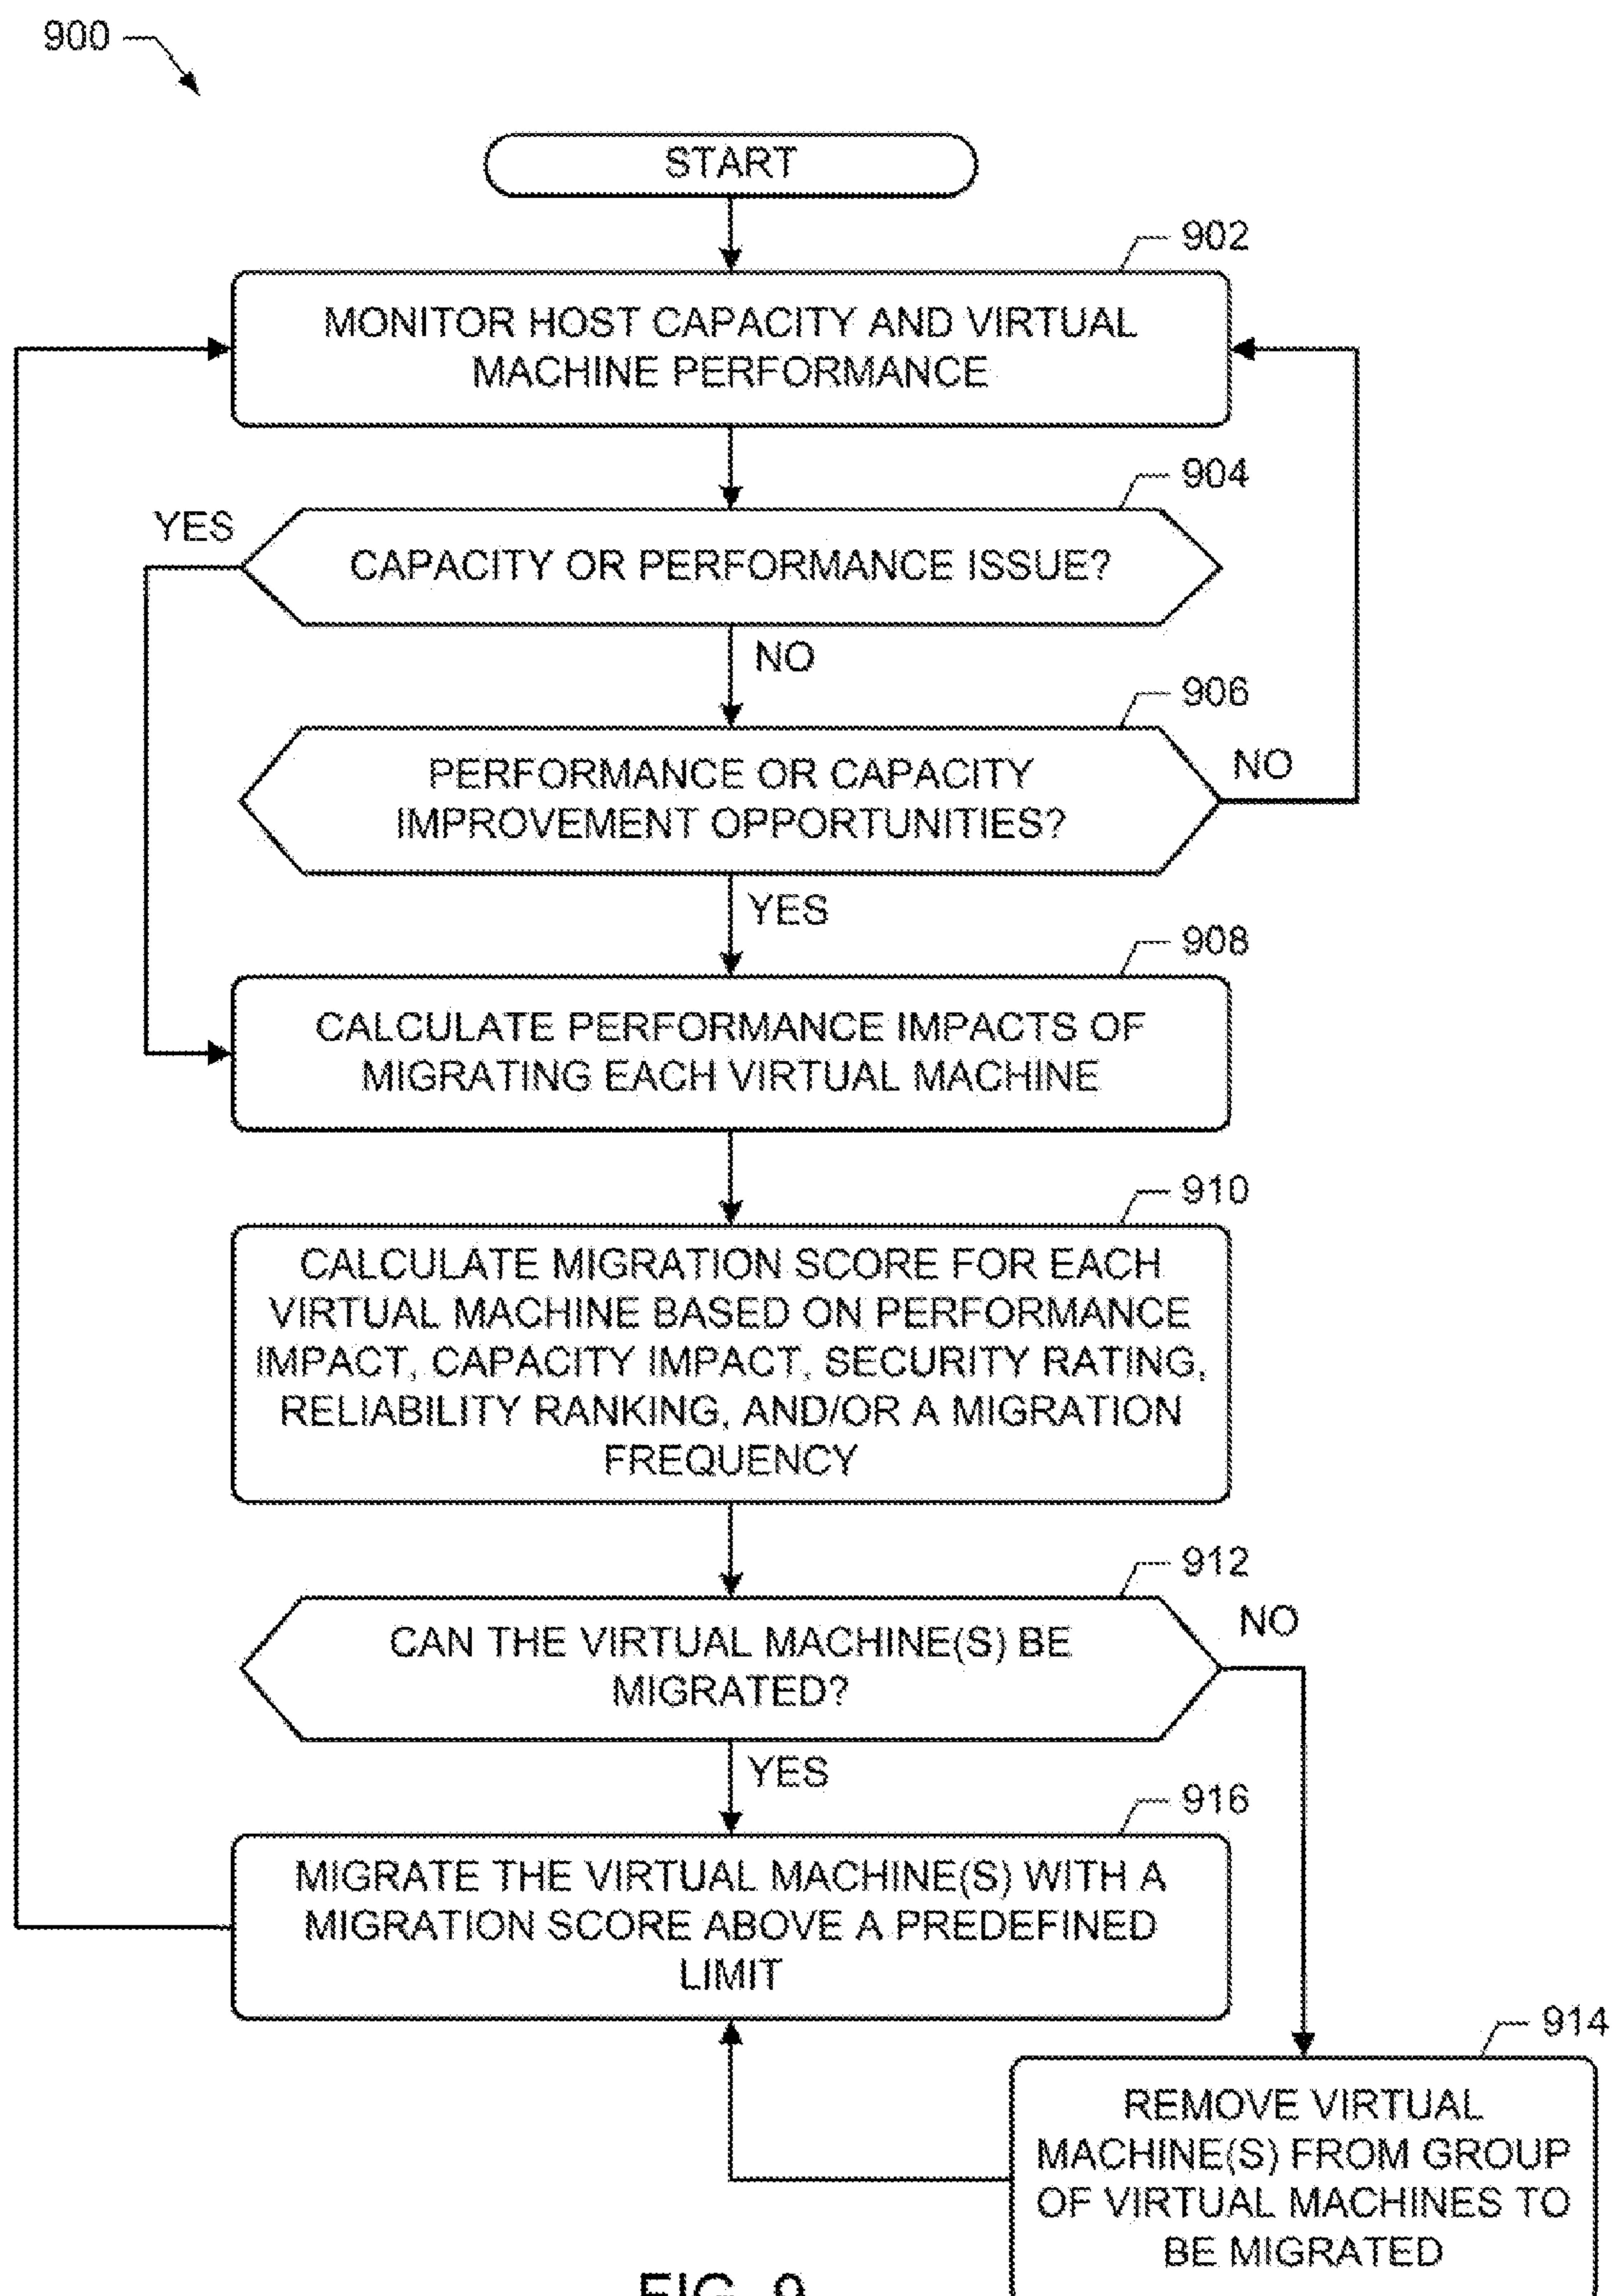 900
START
902
MONITOR HOST CAPACITY AND VIRTUAL
MACHINE PERFORMANCE
904
YES
CAPACITY OR PERFORMANCE ISSUE?
NO
906
PERFORMANCE OR CAPACITY
IMPROVEMENT OPPORTUNITIES?
NO
YES
908
CALCULATE PERFORMANCE IMPACTS OF
MIGRATING EACH VIRTUAL MACHINE
910
CALCULATE MIGRATION SCORE FOR EACH
VIRTUAL MACHINE BASED ON PERFORMANCE
IMPACT, CAPACITY IMPACT, SECURITY RATING,
RELIABILITY RANKING, AND/OR A MIGRATION
FREQUENCY
912
NO
CAN THE VIRTUAL MACHINE(S) BE
MIGRATED?
YES
916
MIGRATE THE VIRTUAL MACHINE(S) WITH A
MIGRATION SCORE ABOVE A PREDEFINED
LIMIT
914
REMOVE VIRTUAL
MACHINE(S) FROM GROUP
OF VIRTUAL MACHINES TO
BE MIGRATED
FIG. 9